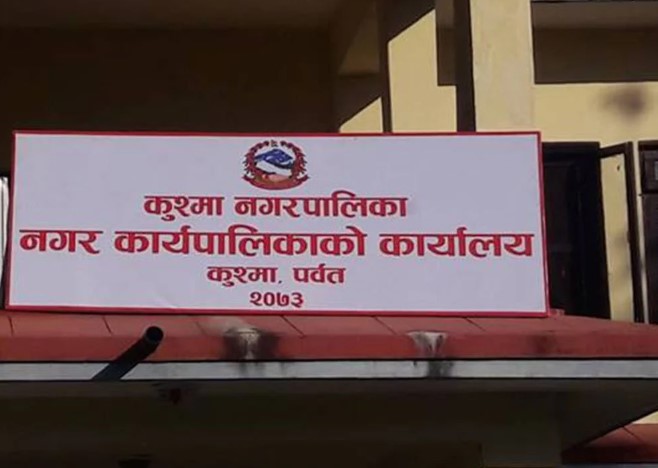 कुश्मा नगरपालिका
नगर कार्यपालिकाको कार्यालय
कुश्मा, पर्वत
२०७३